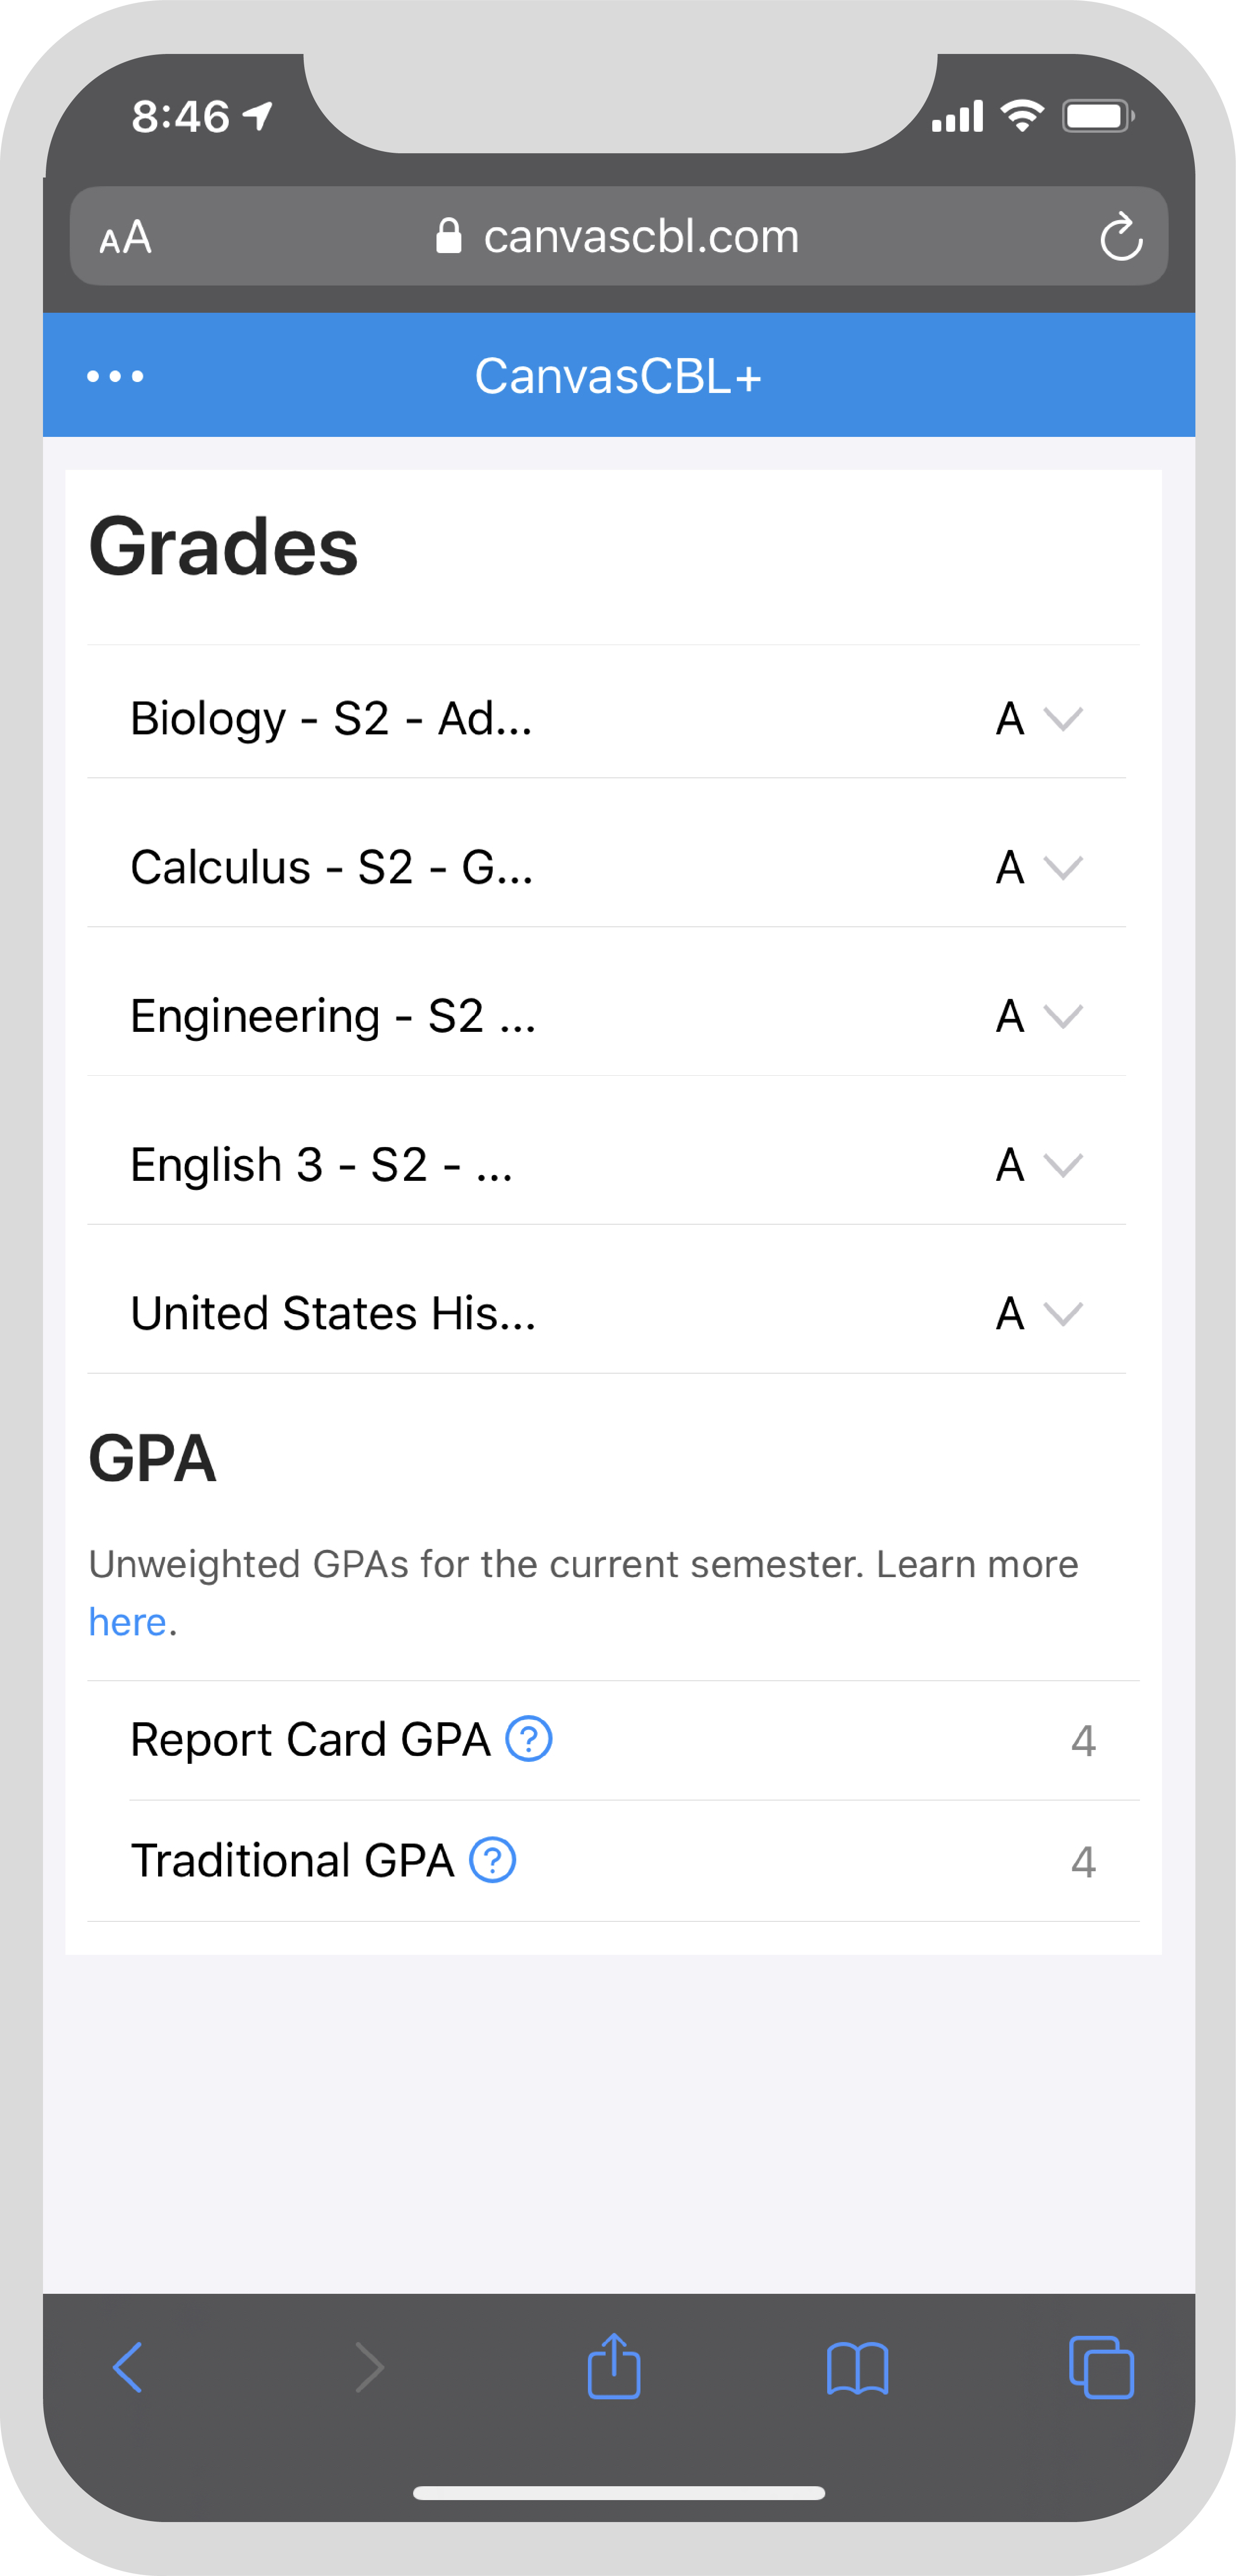 8:46
AA canvascbl.com
CanvasCBL+
Grades
Biology - S2 - Ad... A
Calculus - S2 - G... A
Engineering - S2 ... A
English 3 - S2 - ... A
United States His... A
GPA
Unweighted GPAs for the current semester. Learn more
here.
Report Card GPA ? 4
Traditional GPA ? 4